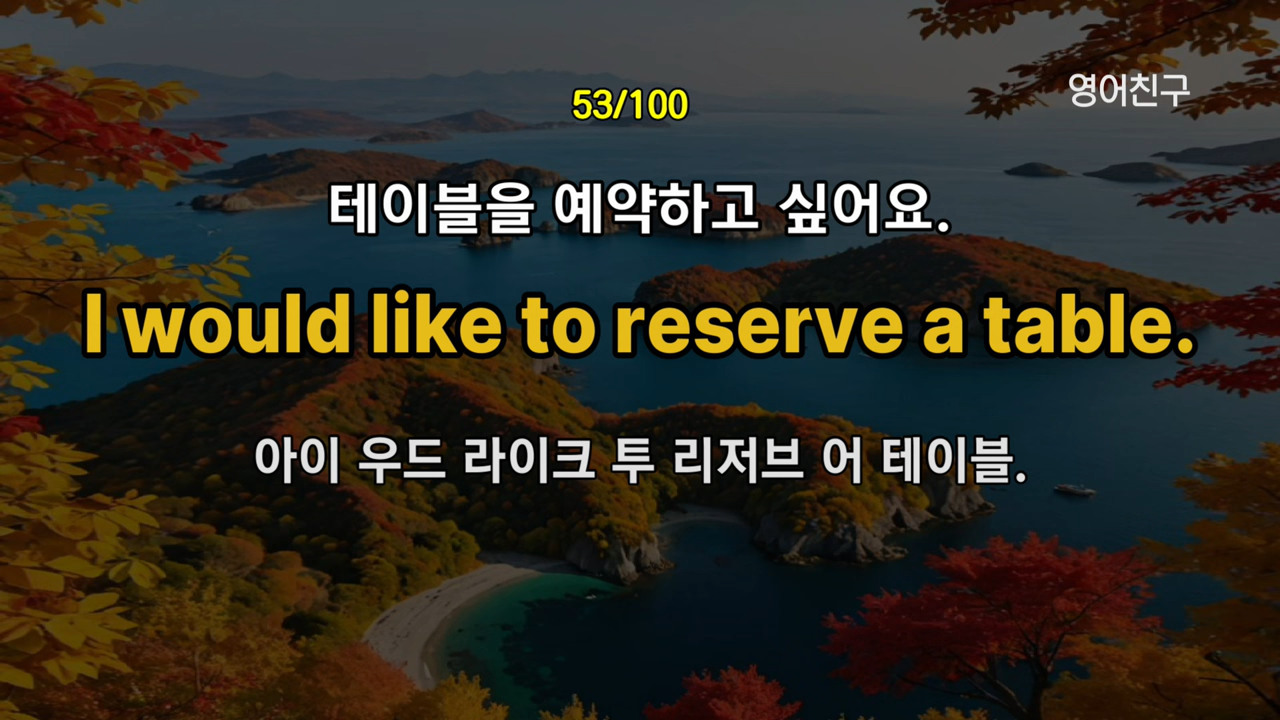 영어친구
53/100
테이블을 예약하고 싶어요.
I would like to reserve a table.
아이 우드 라이크 투 리저브 어 테이블.